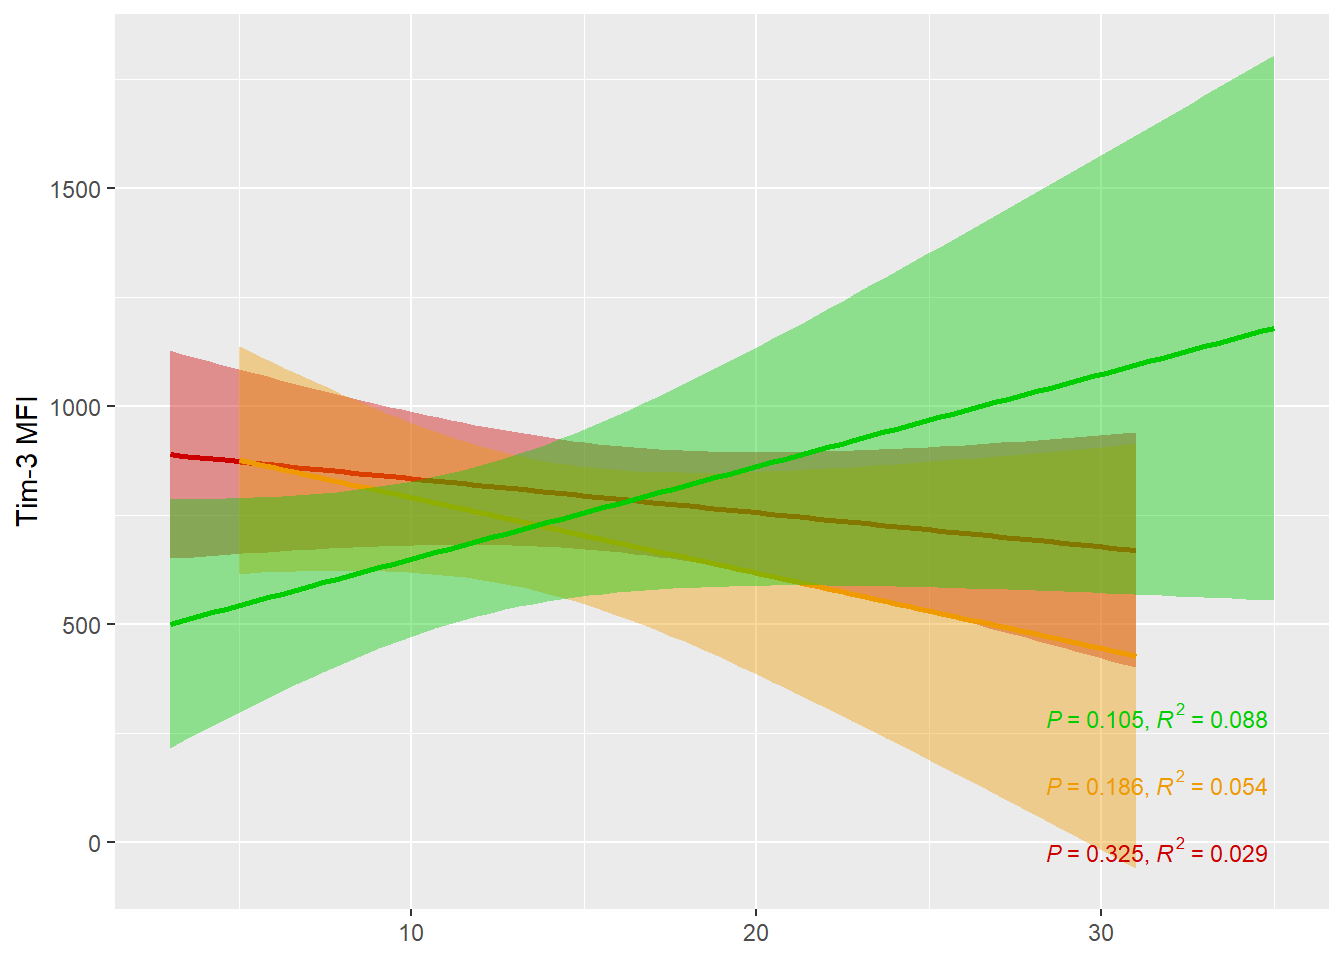 Tim-3 MFI
1500
1000
500
0
P = 0.105, R² = 0.088
P = 0.186, R² = 0.054
P = 0.325, R² = 0.029
10
20
30